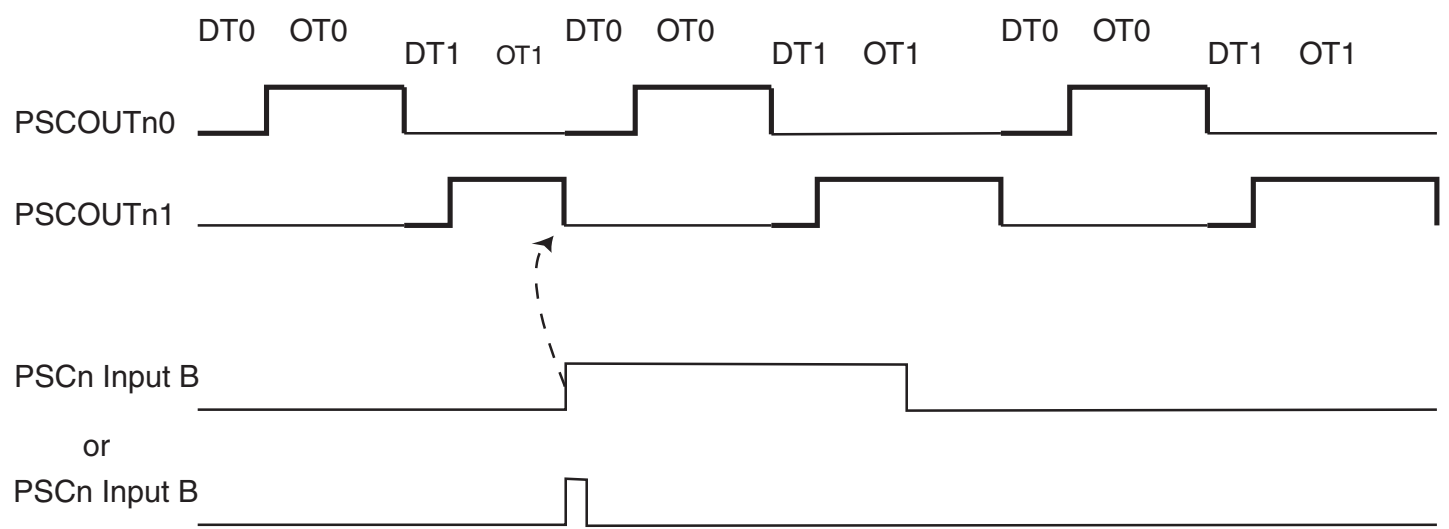 DT0 OT0 DT1 OT1 DT0 OT0 DT1 OT1 DT0 OT0 DT1 OT1
PSCOUTn0
PSCOUTn1
PSCn Input B
or
PSCn Input B